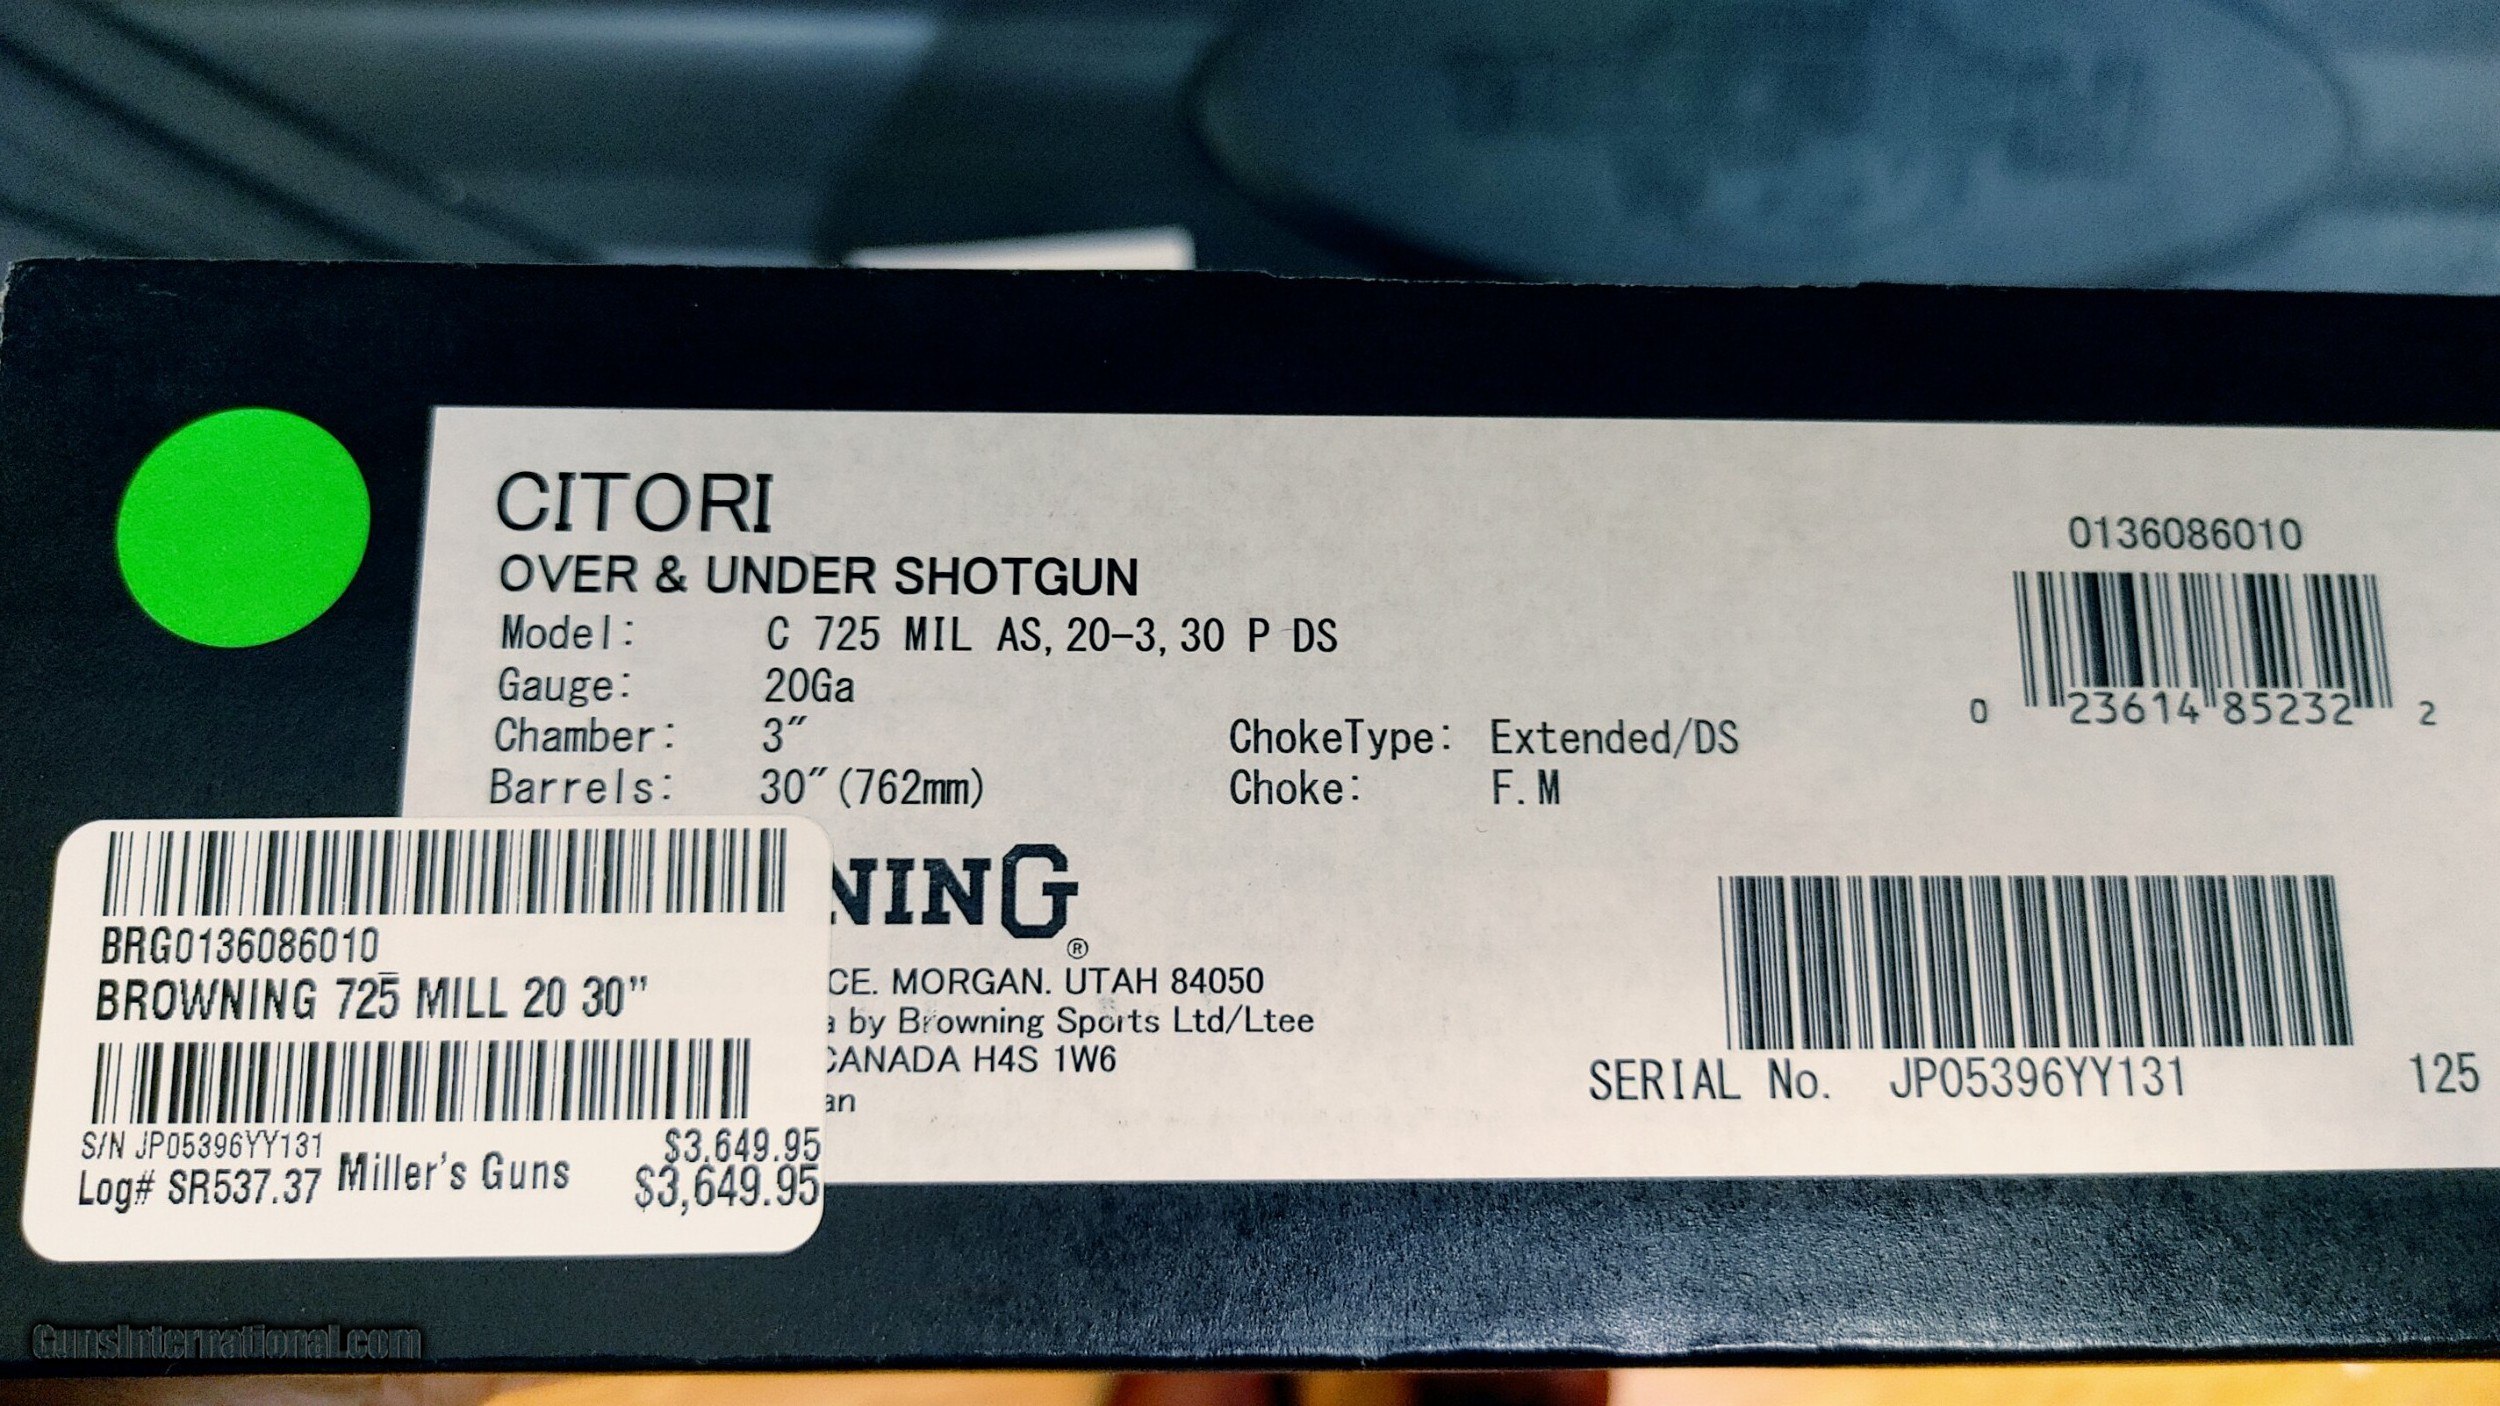 CITORI
OVER & UNDER SHOTGUN
Model: C 725 MIL AS,20-3,30 P DS
Gauge: 20Ga
Chamber: 3″
ChokeType: Extended/DS
Barrels: 30″(762mm)
Choke: F.M
0136086010
0 23614 85232 2
NING®
CE. MORGAN. UTAH 84050
a by Browning Sports Ltd/Ltee
CANADA H4S 1W6
an
SERIAL No. JP05396YY131
125
BRG0136086010
BROWNING 725 MILL 20 30"
S/N JP05396YY131
$3,649.95
Log# SR537.37 Miller's Guns
$3,649.95
GunsInternational.com